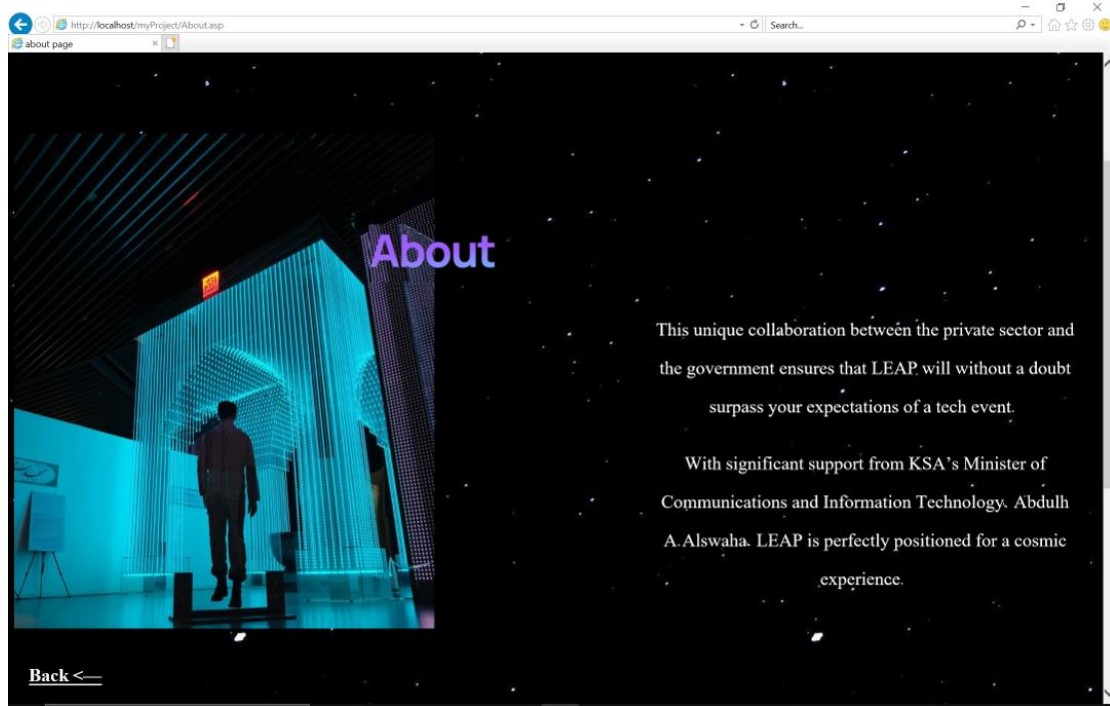 http://localhost/myProject/About.asp
Search...
about page
About
This unique collaboration between the private sector and
the government ensures that LEAP will without a doubt
surpass your expectations of a tech event.
With significant support from KSA’s Minister of
Communications and Information Technology. Abdulh
A.Alswaha. LEAP is perfectly positioned for a cosmic
experience.
Back <—